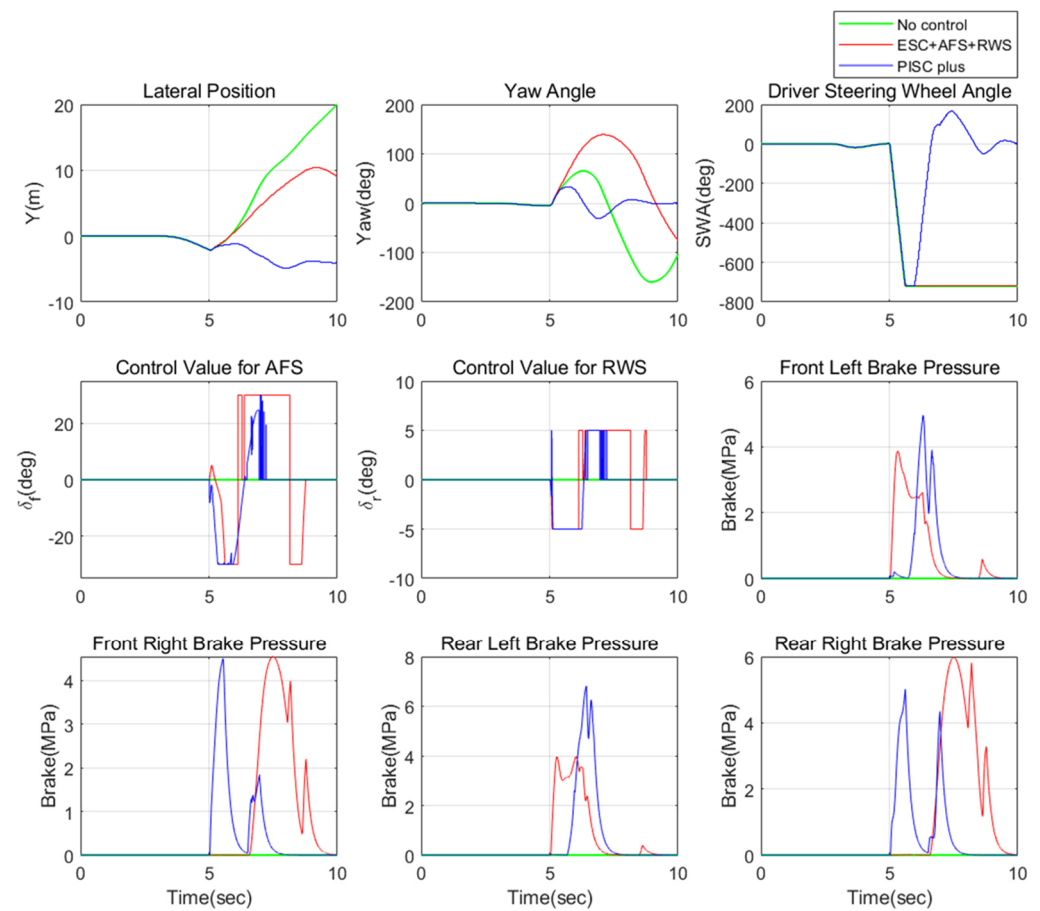 No control
ESC+AFS+RWS
PISC plus
Lateral Position
Yaw Angle
Driver Steering Wheel Angle
20
10
0
-10
Y(m)
0 5 10
200
100
0
-100
-200
Yaw(deg)
0 5 10
200
0
-200
-400
-600
-800
SWA(deg)
0 5 10
Control Value for AFS
Control Value for RWS
Front Left Brake Pressure
20
0
-20
δf(deg)
0 5 10
10
5
0
-5
-10
δr(deg)
0 5 10
6
4
2
0
Brake(MPa)
0 5 10
Front Right Brake Pressure
Rear Left Brake Pressure
Rear Right Brake Pressure
4
3
2
1
0
Brake(MPa)
0 5 10
Time(sec)
8
6
4
2
0
Brake(MPa)
0 5 10
Time(sec)
6
4
2
0
Brake(MPa)
0 5 10
Time(sec)